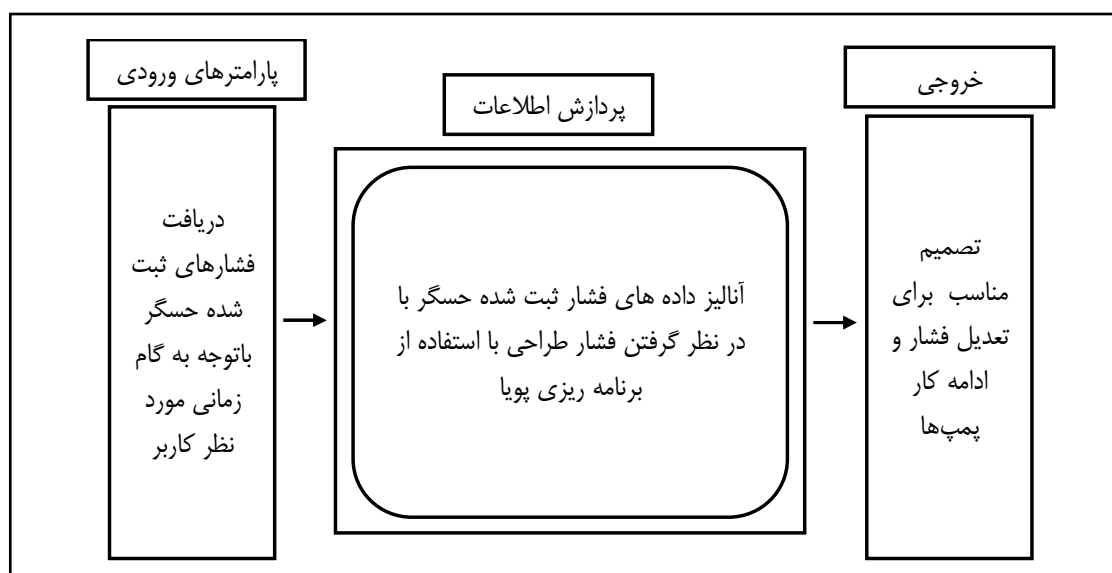 پارامترهای ورودی
دریافت
فشارهای ثبت
شده حسگر
باتوجه به گام
زمانی مورد
نظر کاربر
پردازش اطلاعات
آنالیز داده های فشار ثبت شده حسگر با
در نظر گرفتن فشار طراحی با استفاده از
برنامه ریزی پویا
خروجی
تصمیم
مناسب برای
تعدیل فشار و
ادامه کار
پمپ‌ها